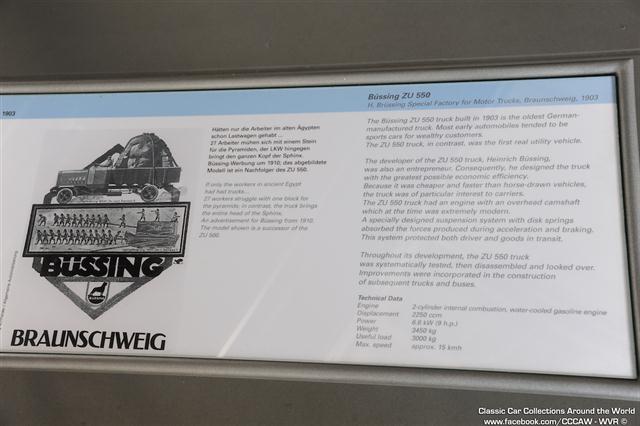 1903
Büssing ZU 550
H. Brüssing Special Factory for Motor Trucks, Braunschweig, 1903
BÜSSING
BRAUNSCHWEIG
Hätten nur die Arbeiter im alten Ägypten
schon Lastwagen gehabt ...
27 Arbeiter mühen sich mit einem Stein
für die Pyramiden, der LKW hingegen
bringt den ganzen Kopf der Sphinx.
Büssing-Werbung um 1910; das abgebildete
Modell ist ein Nachfolger des ZU 550.
If only the workers in ancient Egypt
had had trucks...
27 workers struggle with one block for
the pyramids; in contrast, the truck brings
the entire head of the Sphinx.
An advertisement for Büssing from 1910.
The model shown is a successor of the
ZU 550.
The Büssing ZU 550 truck built in 1903 is the oldest German-
manufactured truck. Most early automobiles tended to be
sports cars for wealthy customers.
The ZU 550 truck, in contrast, was the first real utility vehicle.
The developer of the ZU 550 truck, Heinrich Büssing,
was also an entrepreneur. Consequently, he designed the truck
with the greatest possible economic efficiency.
Because it was cheaper and faster than horse-drawn vehicles,
the truck was of particular interest to carriers.
The ZU 550 truck had an engine with an overhead camshaft
which at the time was extremely modern.
A specially designed suspension system with disk springs
absorbed the forces produced during acceleration and braking.
This system protected both driver and goods in transit.
Throughout its development, the ZU 550 truck
was systematically tested, then disassembled and looked over.
Improvements were incorporated in the construction
of subsequent trucks and buses.
Technical Data
Engine 2-cylinder internal combustion, water-cooled gasoline engine
Displacement 2250 ccm
Power 6.6 kW (9 h.p.)
Weight 3450 kg
Useful load 3000 kg
Max. speed approx. 15 kmh
Classic Car Collections Around the World
www.facebook.com/CCCAW - WVR ©